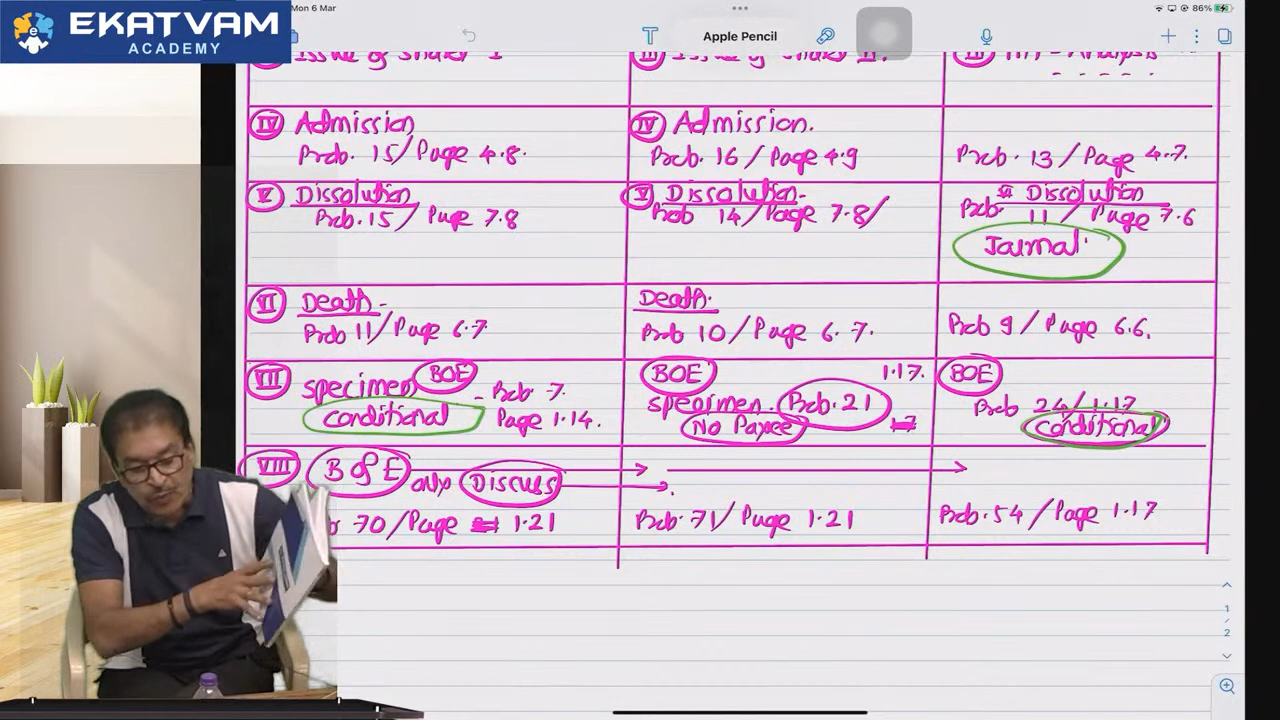 EKATVAM
ACADEMY
Mon 6 Mar
86%
T
Apple Pencil
IV Admission
Prob. 15/Page 4.8.
IV Admission.
Prob. 16 / Page 4.9
Prob. 13 / Page 4.7.
V Dissolution
Prob. 15 / Page 7.8
V Dissolution.
Prob 14/Page 7.8/
Dissolution
Prob. 11 / Page 7.6
Journal.
VI Death -
Prob 11/Page 6.7
Death.
Prob 10 / Page 6.7.
Prob 9 / Page 6.6.
VII specimen BOE
- Prob 7.
Conditional Page 1.14.
BOE 1.17.
specimen. Prob. 21
No Payee
BOE
Prob 24/1.17
Conditional
VIII B of E only Discuss
70/Page 1.21
Prob. 71/ Page 1.21
Prob. 54 / Page 1.17
1
2